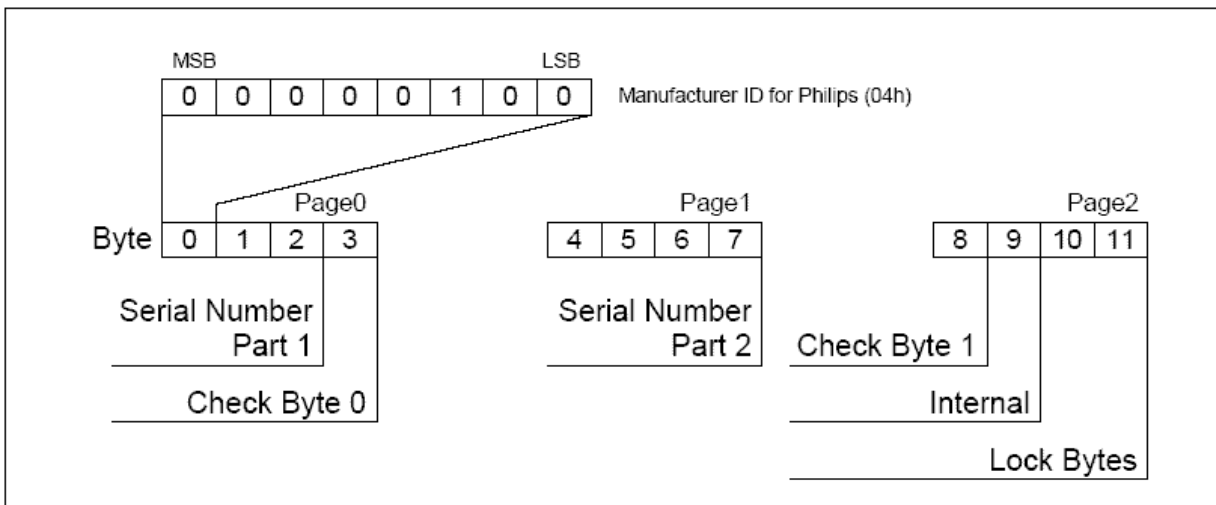 MSB LSB
0 0 0 0 0 1 0 0 Manufacturer ID for Philips (04h)
Page0 Page1 Page2
Byte 0 1 2 3 4 5 6 7 8 9 10 11
Serial Number Part 1
Check Byte 0
Serial Number Part 2
Check Byte 1
Internal
Lock Bytes